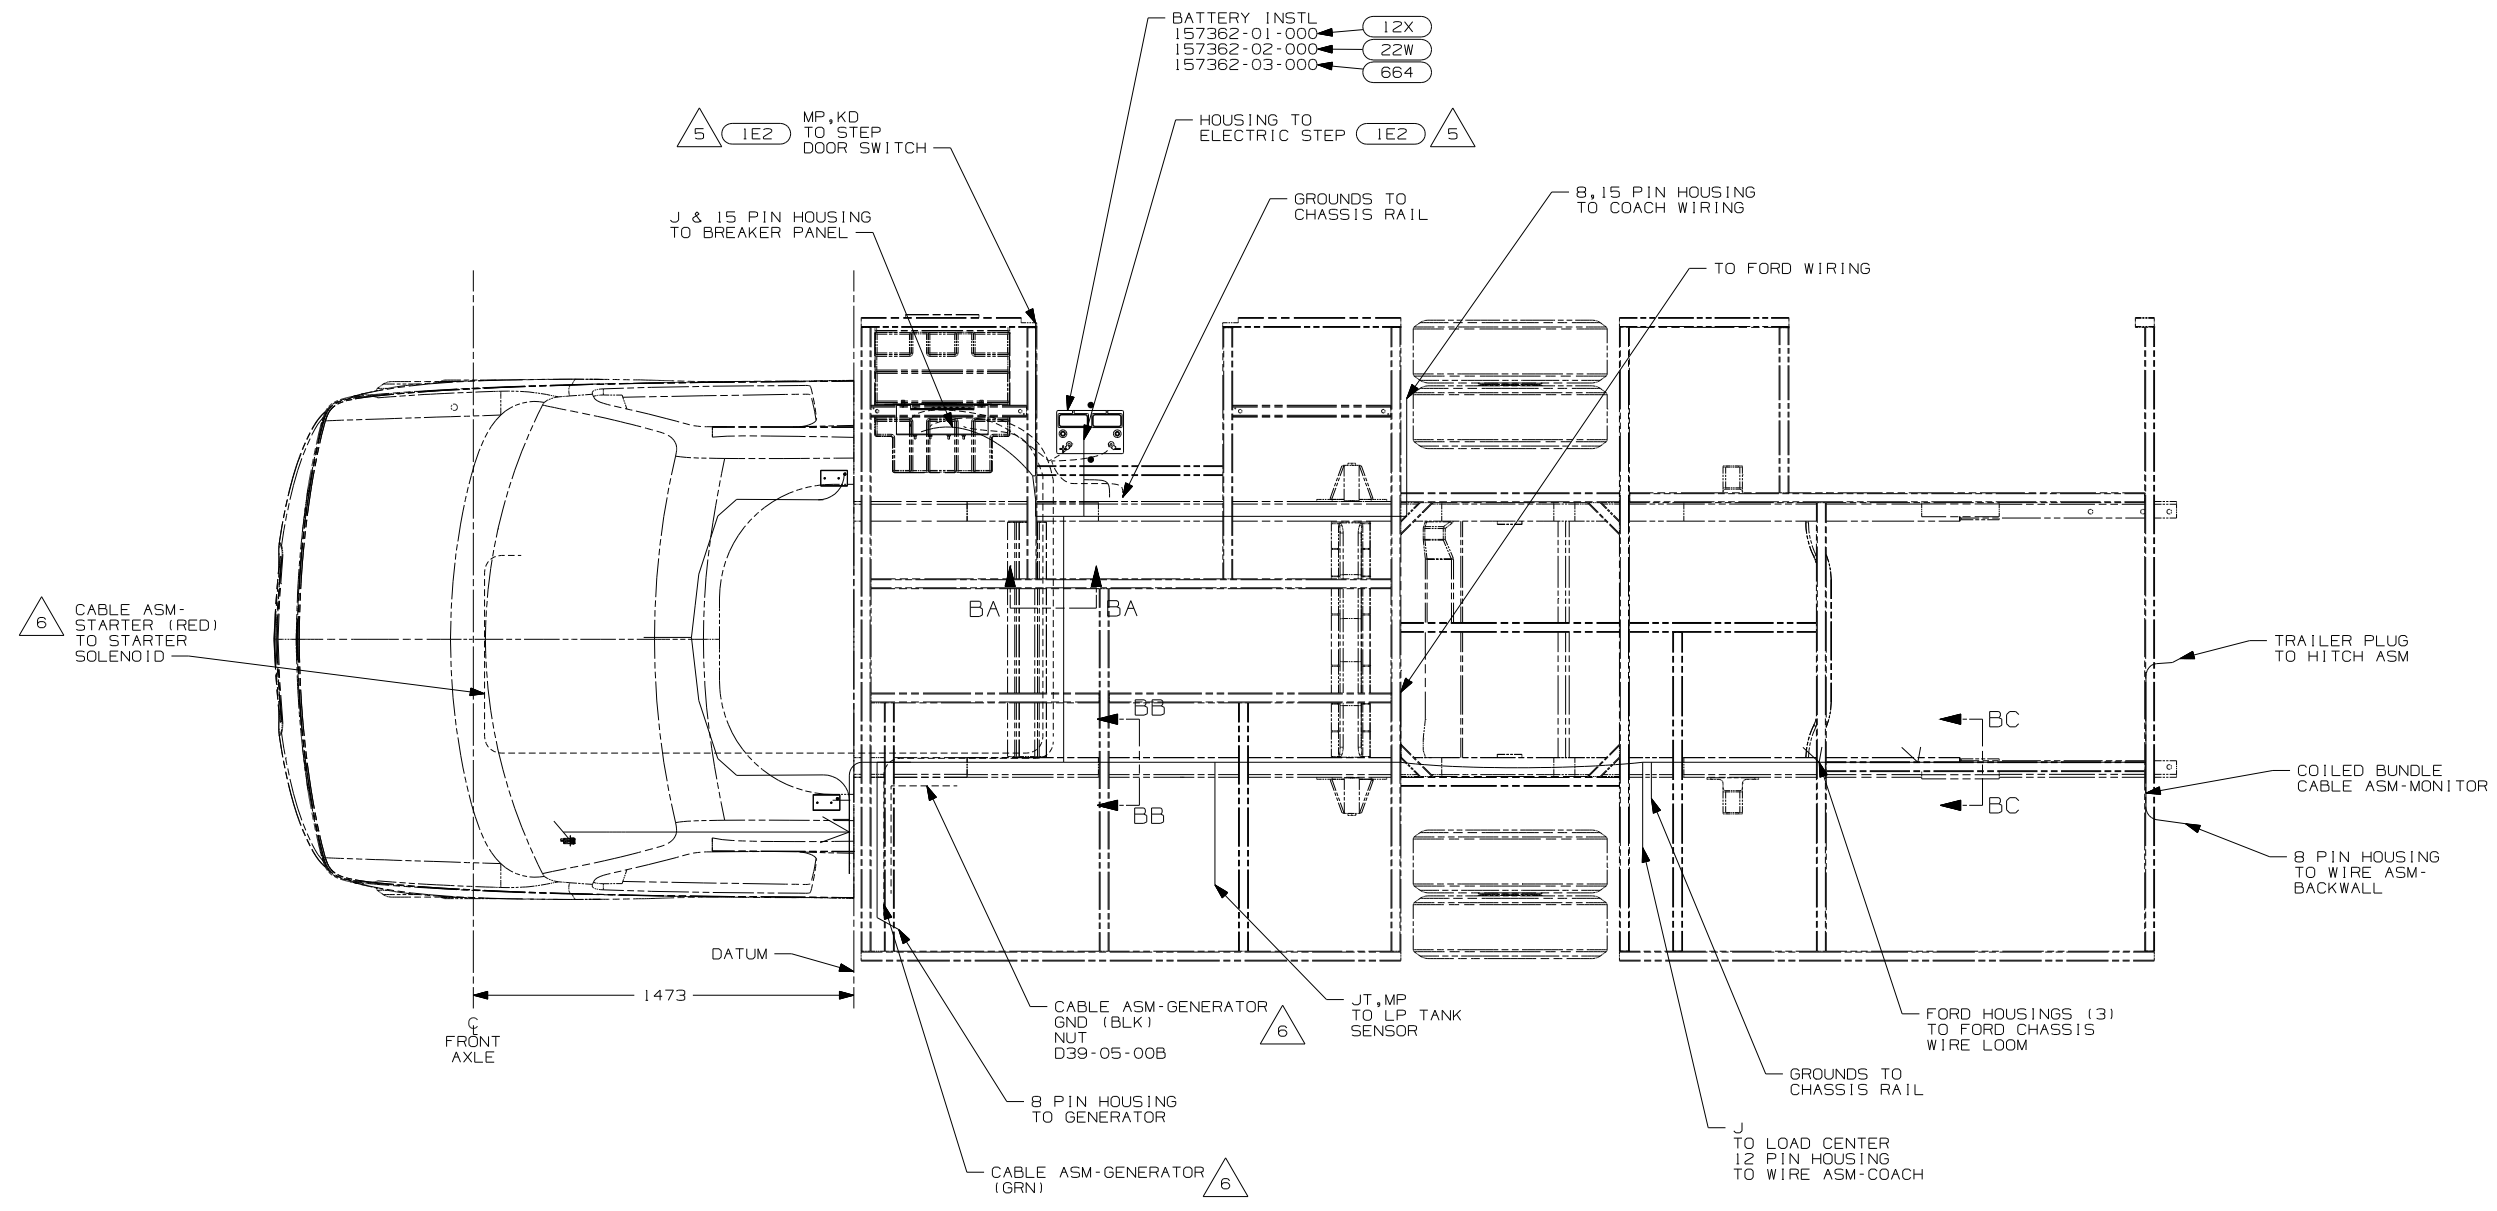 BATTERY INSTL
157362-01-000
12X
157362-02-000
22W
157362-03-000
664
5
1E2
MP,KD
TO STEP
DOOR SWITCH
HOUSING TO
ELECTRIC STEP
1E2
5
J & 15 PIN HOUSING
TO BREAKER PANEL
GROUNDS TO
CHASSIS RAIL
8,15 PIN HOUSING
TO COACH WIRING
TO FORD WIRING
6
CABLE ASM-
STARTER (RED)
TO STARTER
SOLENOID
BA
BA
BB
BB
BC
BC
TRAILER PLUG
TO HITCH ASM
COILED BUNDLE
CABLE ASM-MONITOR
8 PIN HOUSING
TO WIRE ASM-
BACKWALL
DATUM
1473
CL
FRONT
AXLE
CABLE ASM-GENERATOR
GND (BLK)
NUT
D39-05-00B
6
JT,MP
TO LP TANK
SENSOR
FORD HOUSINGS (3)
TO FORD CHASSIS
WIRE LOOM
GROUNDS TO
CHASSIS RAIL
8 PIN HOUSING
TO GENERATOR
J
TO LOAD CENTER
12 PIN HOUSING
TO WIRE ASM-COACH
CABLE ASM-GENERATOR
(GRN)
6